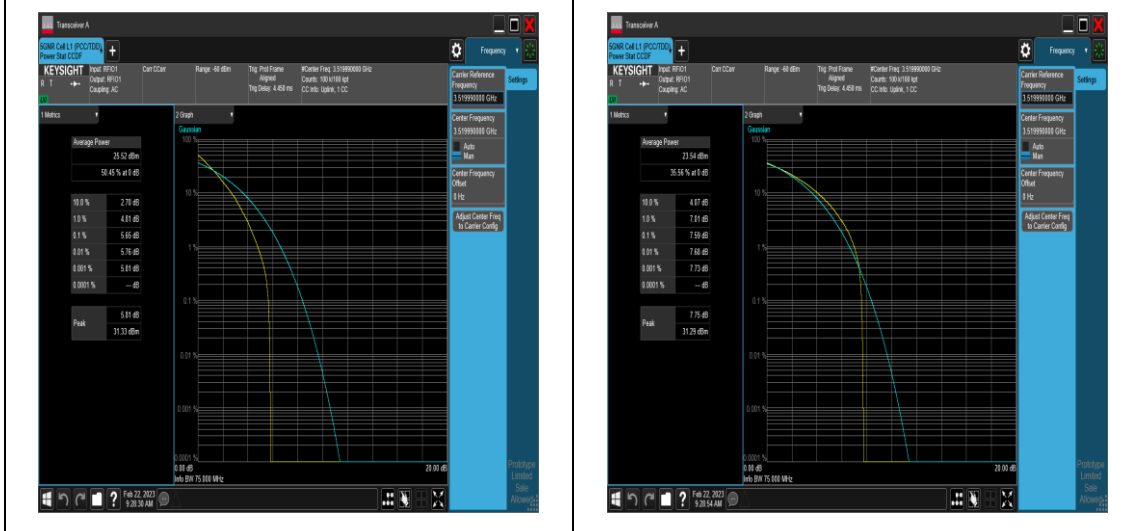 Transceiver A
5GNR Cell L1 (PCC/TDD)
Power Stat CCDF
+
Frequency
KEYSIGHT
R T
Input: RFIO1
Output: RFIO1
Coupling: AC
Corr CCorr
Range: -60 dBm
Trig: Prot Frame
Aligned
Trig Delay: 4.450 ms
#Center Freq: 3.519990000 GHz
Counts: 100 k/100 kpt
CC Info: Uplink, 1 CC
Carrier Reference
Frequency
3.519990000 GHz
Settings
Center Frequency
3.519990000 GHz
Auto
Man
Center Frequency
Offset
0 Hz
Adjust Center Freq
to Carrier Config
1 Metrics
Average Power
25.52 dBm
50.45 % at 0 dB
10.0 % 2.70 dB
1.0 % 4.81 dB
0.1 % 5.65 dB
0.01 % 5.76 dB
0.001 % 5.81 dB
0.0001 % --- dB
Peak
5.81 dB
31.33 dBm
2 Graph
Gaussian
100 %
10 %
1 %
0.1 %
0.01 %
0.001 %
0.0001 %
0.00 dB
20.00 dB
Info BW 75.000 MHz
Prototype
Limited
Sale
Allowed
?
Feb 22, 2023
9:28:30 AM
Transceiver A
5GNR Cell L1 (PCC/TDD)
Power Stat CCDF
+
Frequency
KEYSIGHT
R T
Input: RFIO1
Output: RFIO1
Coupling: AC
Corr CCorr
Range: -60 dBm
Trig: Prot Frame
Aligned
Trig Delay: 4.450 ms
#Center Freq: 3.519990000 GHz
Counts: 100 k/100 kpt
CC Info: Uplink, 1 CC
Carrier Reference
Frequency
3.519990000 GHz
Settings
Center Frequency
3.519990000 GHz
Auto
Man
Center Frequency
Offset
0 Hz
Adjust Center Freq
to Carrier Config
1 Metrics
Average Power
23.54 dBm
35.56 % at 0 dB
10.0 % 4.07 dB
1.0 % 7.01 dB
0.1 % 7.59 dB
0.01 % 7.68 dB
0.001 % 7.73 dB
0.0001 % --- dB
Peak
7.75 dB
31.29 dBm
2 Graph
Gaussian
100 %
10 %
1 %
0.1 %
0.01 %
0.001 %
0.0001 %
0.00 dB
20.00 dB
Info BW 75.000 MHz
Prototype
Limited
Sale
Allowed
?
Feb 22, 2023
9:28:54 AM